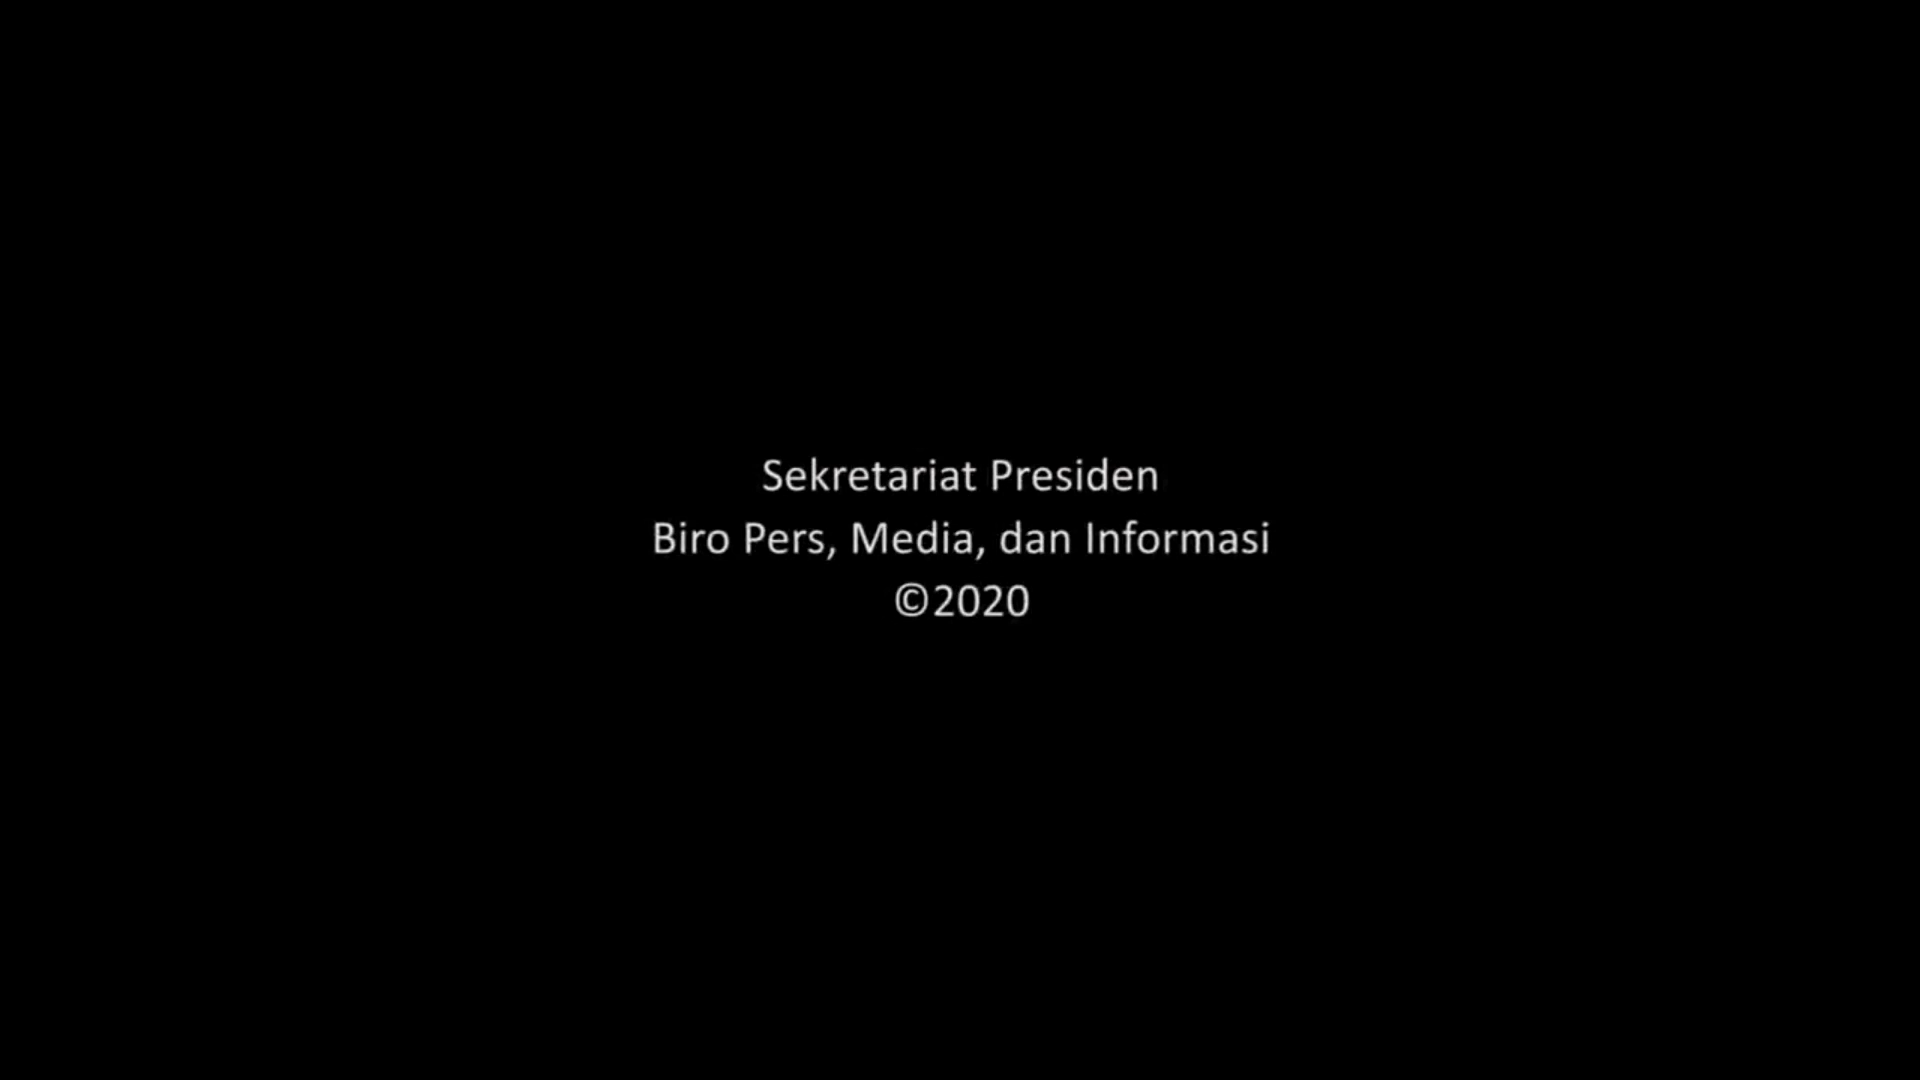 Sekretariat Presiden
Biro Pers, Media, dan Informasi
©2020